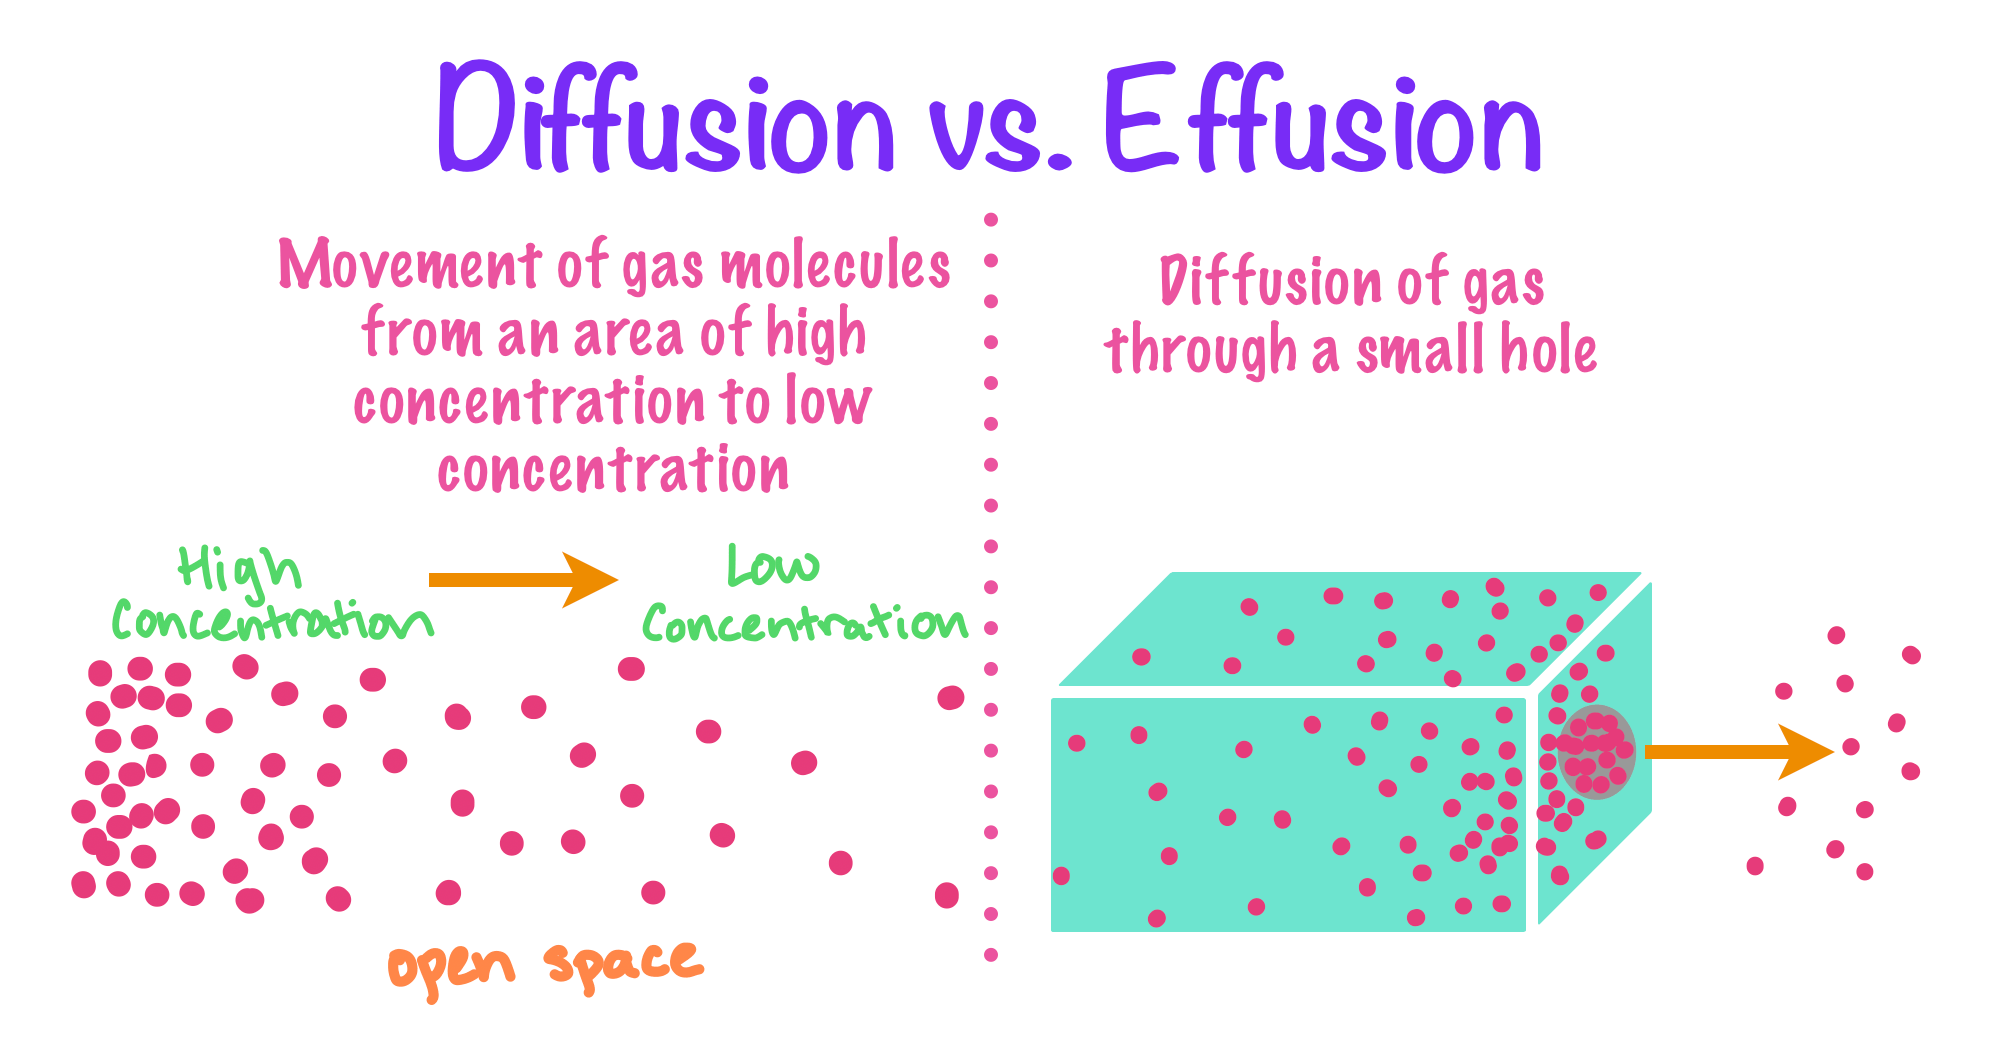 Diffusion vs. Effusion
Movement of gas molecules
from an area of high
concentration to low
concentration
High
Concentration
Low
Concentration
open space
Diffusion of gas
through a small hole